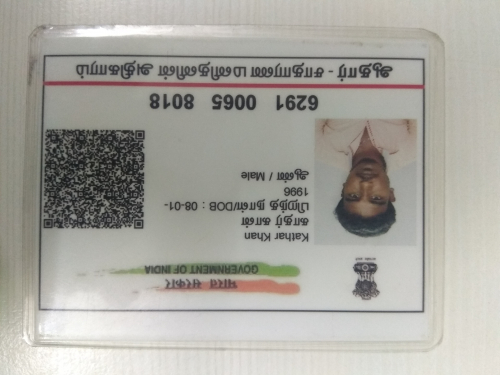 भारत सरकार
GOVERNMENT OF INDIA
Kathar Khan
காதர் கான்
பிறந்த நாள்/DOB : 08-01-
1996
ஆண் / Male
6291 0065 8018
ஆதார் - சாதாரண மனிதனின் அதிகாரம்